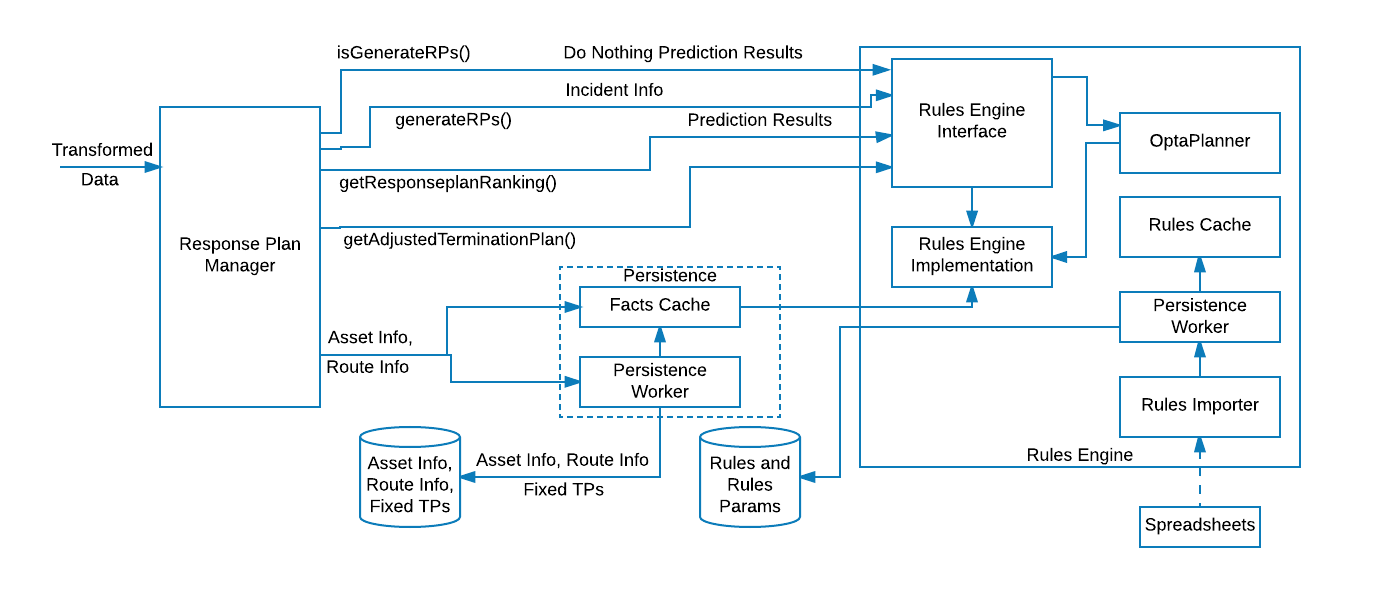 isGenerateRPs()
Do Nothing Prediction Results
Incident Info
generateRPs()
Prediction Results
getResponseplanRanking()
getAdjustedTerminationPlan()
Transformed
Data
Response Plan
Manager
Asset Info,
Route Info
Persistence
Facts Cache
Persistence
Worker
Asset Info, Route Info
Fixed TPs
Asset Info,
Route Info,
Fixed TPs
Rules and
Rules
Params
Rules Engine
Interface
OptaPlanner
Rules Engine
Implementation
Rules Cache
Persistence
Worker
Rules Importer
Rules Engine
Spreadsheets